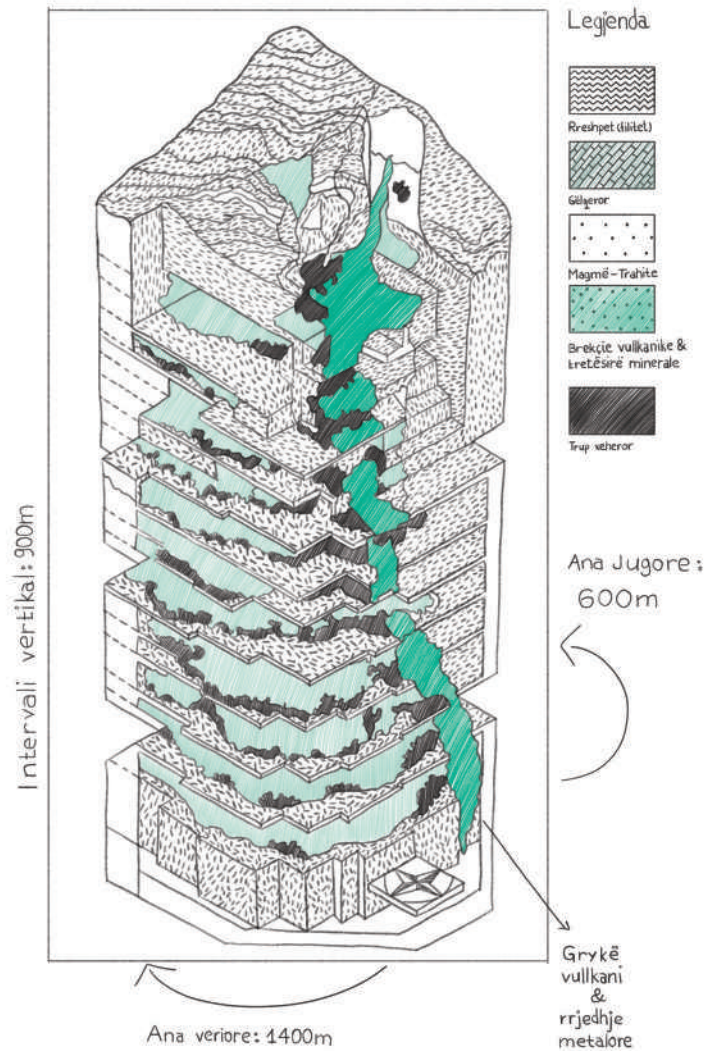 Legjenda
Rreshpet (filitet)
Gëlqeror
Magmë-Trahite
Brekçie vullkanike &
tretësirë minerale
Trup xeheror
Intervali vertikal: 900m
Ana Jugore:
600m
Grykë
vullkani
&
rrjedhje
metalore
Ana veriore: 1400m